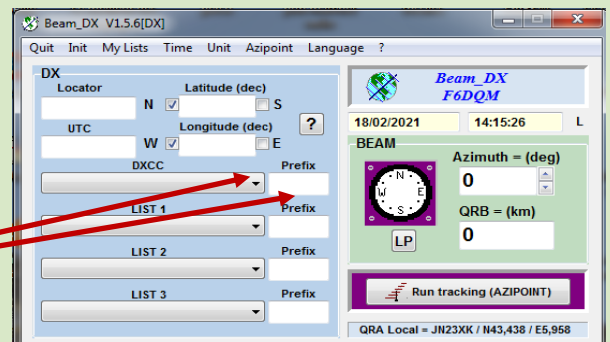 Beam_DX V1.5.6[DX]
Quit Init My Lists Time Unit Azipoint Language ?
DX
Locator Latitude (dec)
N S
UTC Longitude (dec) ?
W E
DXCC Prefix
LIST 1 Prefix
LIST 2 Prefix
LIST 3 Prefix
Beam_DX
F6DQM
18/02/2021 14:15:26 L
BEAM
N
W E
S
LP
Azimuth = (deg)
0
QRB = (km)
0
Run tracking (AZIPOINT)
QRA Local = JN23XK / N43,438 / E5,958